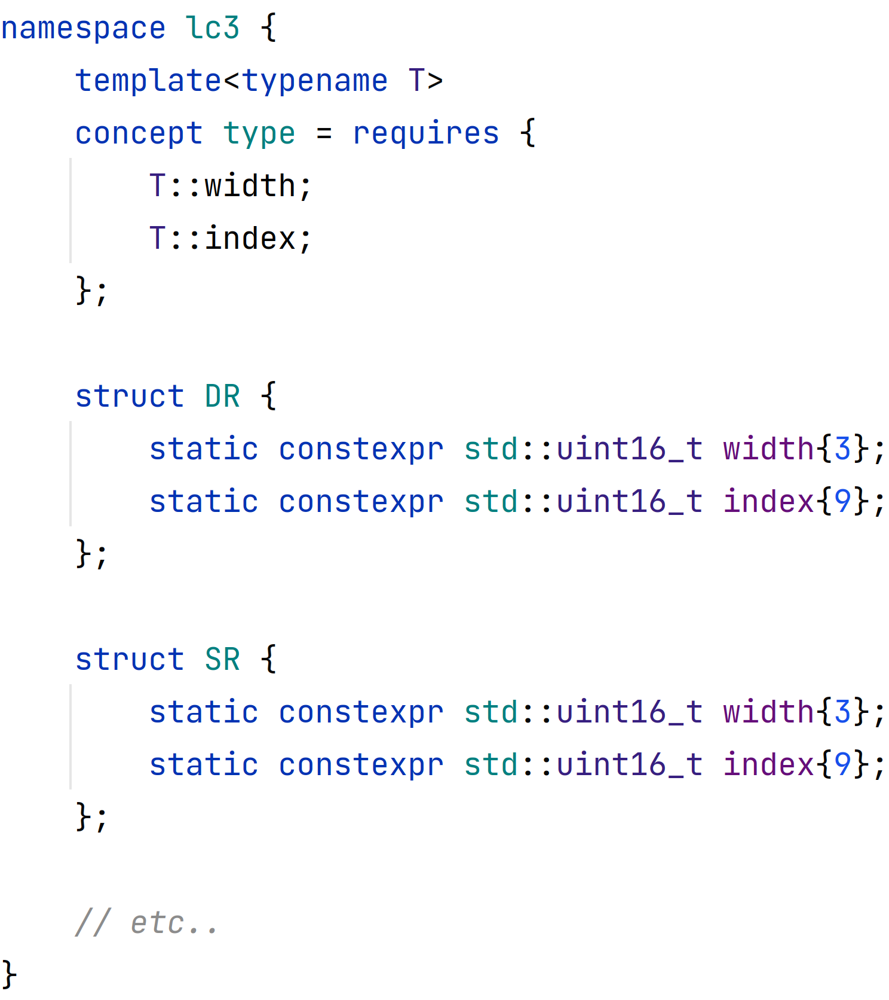 namespace lc3 {
    template<typename T>
    concept type = requires {
        T::width;
        T::index;
    };

    struct DR {
        static constexpr std::uint16_t width{3};
        static constexpr std::uint16_t index{9};
    };

    struct SR {
        static constexpr std::uint16_t width{3};
        static constexpr std::uint16_t index{9};
    };

    // etc..
}